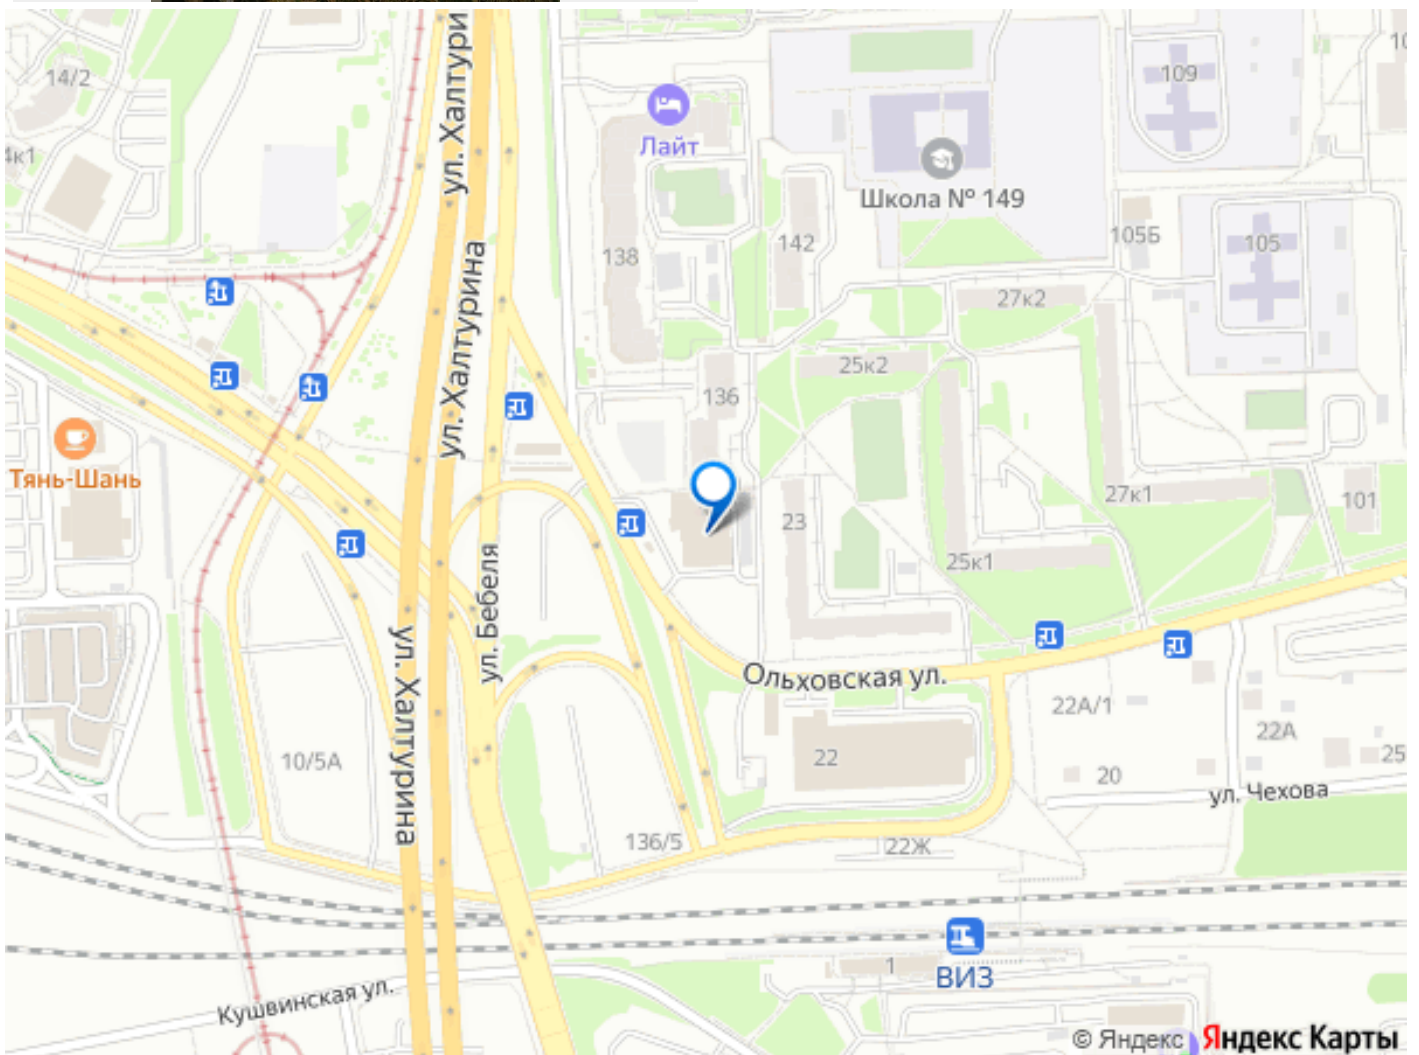 ул. Халтури
14/2
109
10
Лайт
4к1
Школа № 149
138
142
105Б
105
ул. Халтурина
27к2
25к2
136
Тянь-Шань
27к1
101
23
25к1
ул. Бебеля
ул. Халтурина
Ольховская ул.
22А/1
22А
10/5А
22
20
25
ул. Чехова
136/5
22Ж
1
ВИЗ
Кушвинская ул.
© Яндекс Яндекс Карты